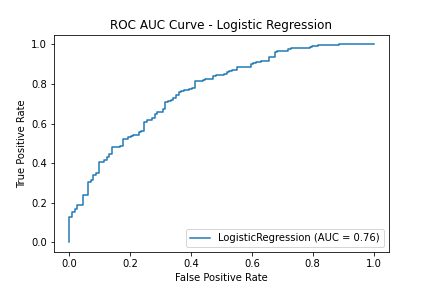 ROC AUC Curve - Logistic Regression
True Positive Rate
1.0
0.8
0.6
0.4
0.2
0.0
LogisticRegression (AUC = 0.76)
0.0 0.2 0.4 0.6 0.8 1.0
False Positive Rate